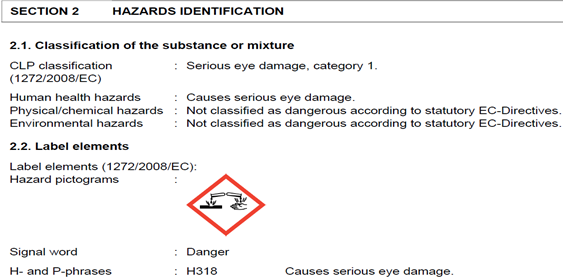 SECTION 2 HAZARDS IDENTIFICATION
2.1. Classification of the substance or mixture
CLP classification : Serious eye damage, category 1.
(1272/2008/EC)
Human health hazards : Causes serious eye damage.
Physical/chemical hazards : Not classified as dangerous according to statutory EC-Directives.
Environmental hazards : Not classified as dangerous according to statutory EC-Directives.
2.2. Label elements
Label elements (1272/2008/EC):
Hazard pictograms :
Signal word : Danger
H- and P-phrases : H318 Causes serious eye damage.